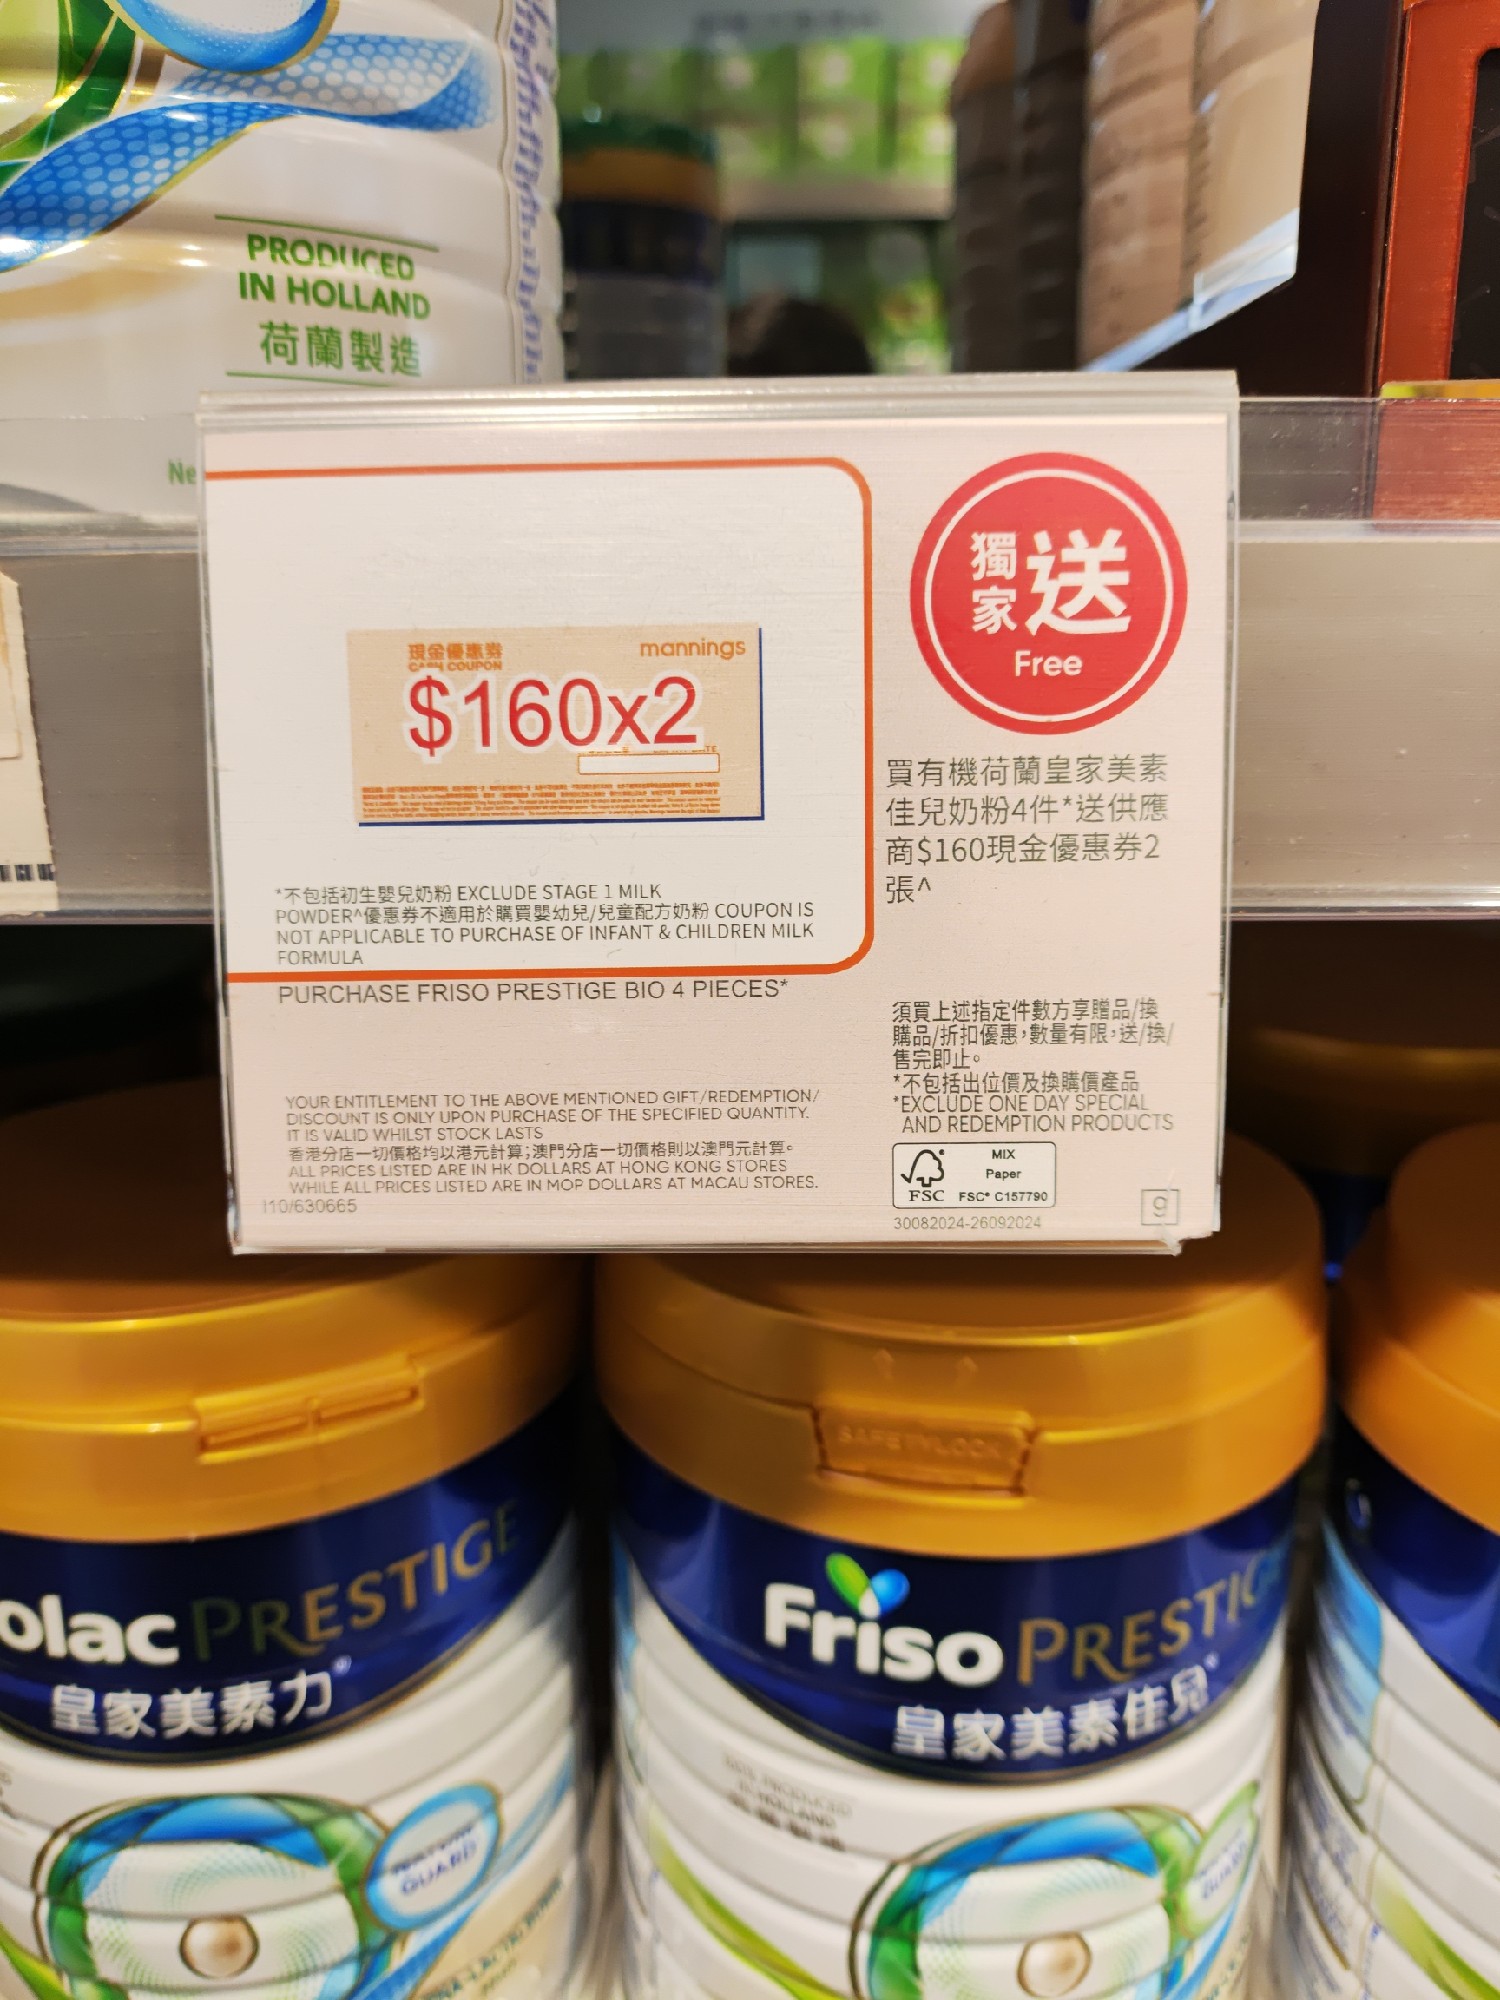 PRODUCED
IN HOLLAND
荷蘭製造
Ne
現金優惠券
CASH COUPON
mannings
$160x2
*不包括初生嬰兒奶粉 EXCLUDE STAGE 1 MILK
POWDER^優惠券不適用於購買嬰幼兒/兒童配方奶粉 COUPON IS
NOT APPLICABLE TO PURCHASE OF INFANT & CHILDREN MILK
FORMULA
PURCHASE FRISO PRESTIGE BIO 4 PIECES*
YOUR ENTITLEMENT TO THE ABOVE MENTIONED GIFT/REDEMPTION/
DISCOUNT IS ONLY UPON PURCHASE OF THE SPECIFIED QUANTITY.
IT IS VALID WHILST STOCK LASTS
香港分店一切價格均以港元計算;澳門分店一切價格則以澳門元計算。
ALL PRICES LISTED ARE IN HK DOLLARS AT HONG KONG STORES
WHILE ALL PRICES LISTED ARE IN MOP DOLLARS AT MACAU STORES.
I10/630665
獨家送
Free
買有機荷蘭皇家美素
佳兒奶粉4件*送供應
商$160現金優惠券2
張^
須買上述指定件數方享贈品/換
購品/折扣優惠,數量有限,送/換/
售完即止。
*不包括出位價及換購價產品
*EXCLUDE ONE DAY SPECIAL
AND REDEMPTION PRODUCTS
MIX
Paper
FSC FSC® C157790
30082024-26092024
9
SAFETY LOCK
olac PRESTIGE
皇家美素力®
GUARD
Friso PRESTIG
皇家美素佳兒®